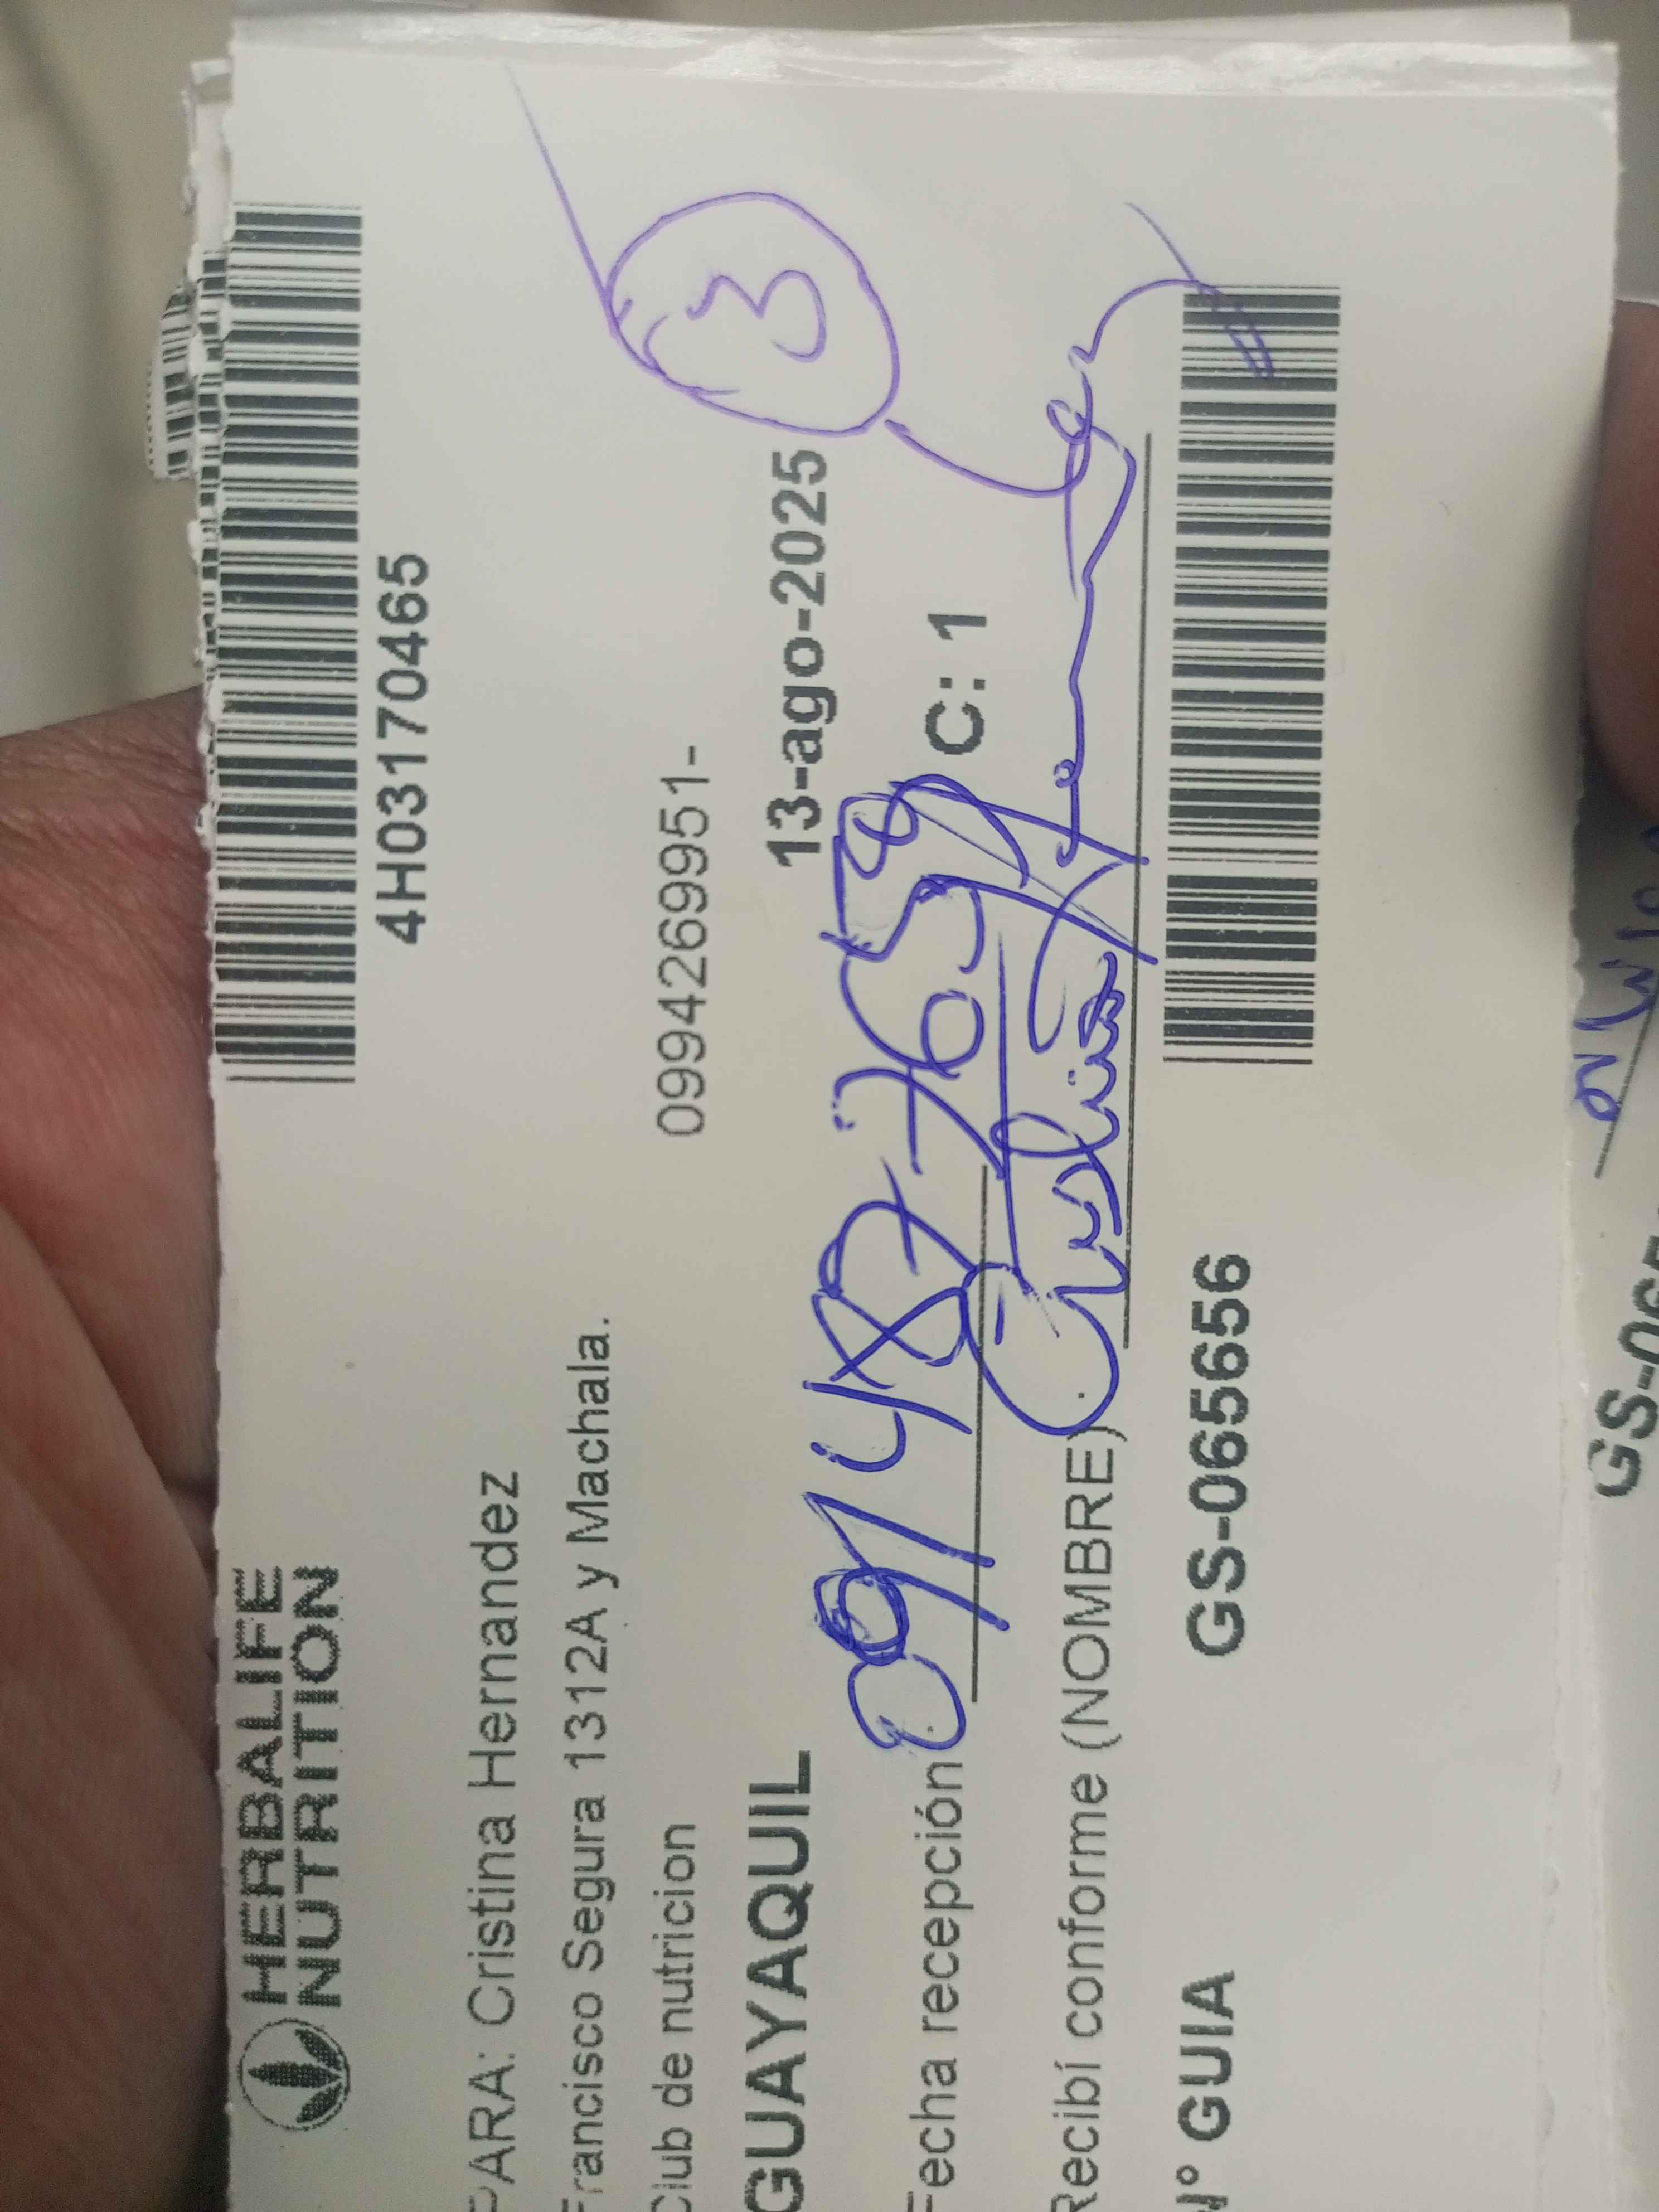 HERBALIFE
NUTRITION
4H03170465
PARA: Cristina Hernandez
Francisco Segura 1312A y Machala.
Club de nutricion
0994269951-
GUAYAQUIL
13-ago-2025
3
Fecha recepción
C: 1
Recibí conforme (NOMBRE)
N° GUIA
GS-065656